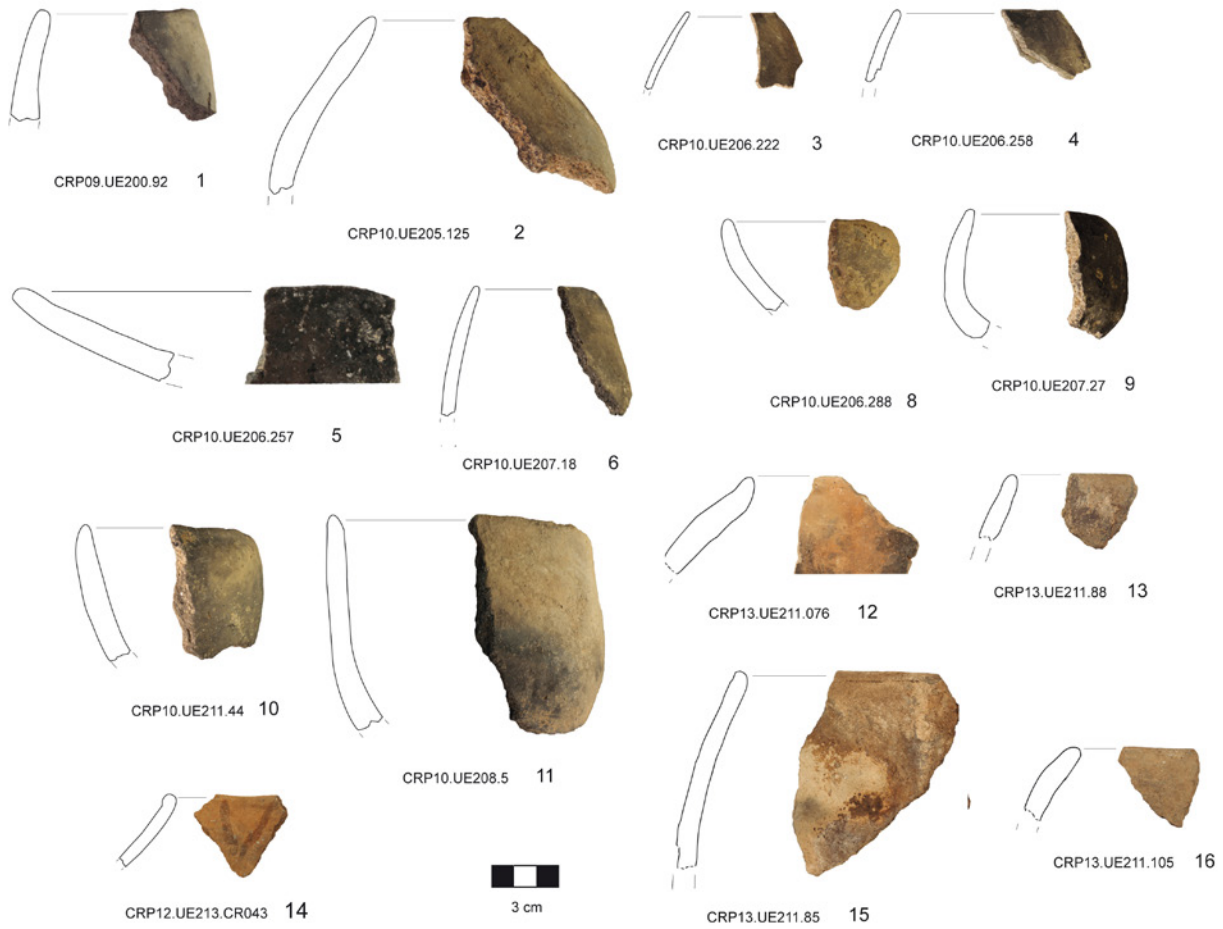 CRP09.UE200.92 1
CRP10.UE205.125 2
CRP10.UE206.222 3
CRP10.UE206.258 4
CRP10.UE206.257 5
CRP10.UE207.18 6
CRP10.UE206.288 8
CRP10.UE207.27 9
CRP10.UE211.44 10
CRP10.UE208.5 11
CRP13.UE211.076 12
CRP13.UE211.88 13
CRP12.UE213.CR043 14
3 cm
CRP13.UE211.85 15
CRP13.UE211.105 16